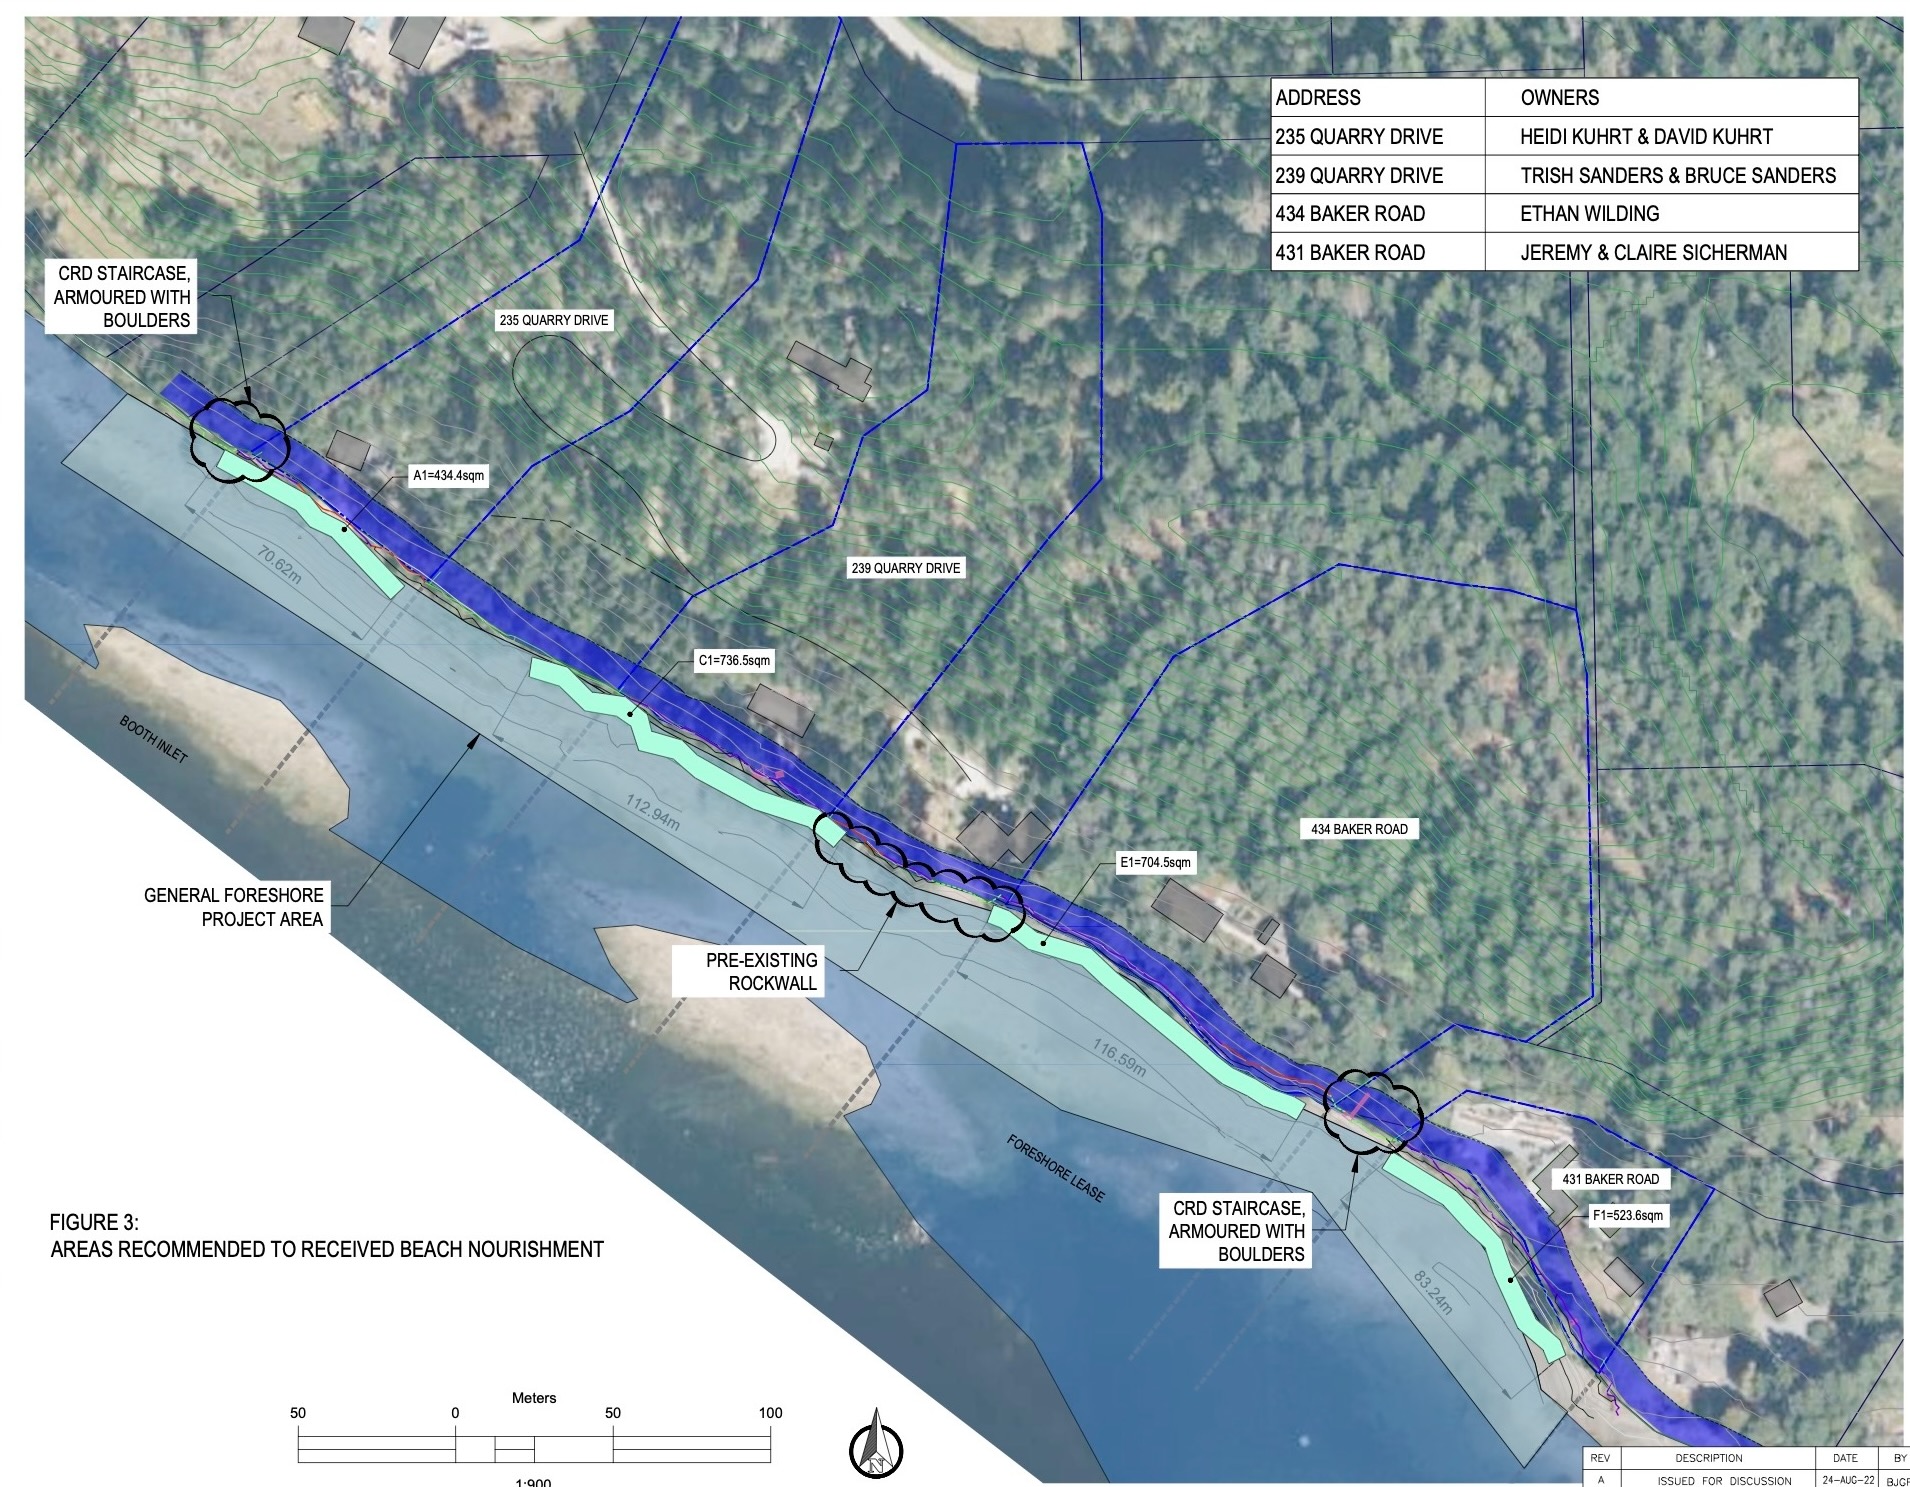 ADDRESS OWNERS
235 QUARRY DRIVE HEIDI KUHRT & DAVID KUHRT
239 QUARRY DRIVE TRISH SANDERS & BRUCE SANDERS
434 BAKER ROAD ETHAN WILDING
431 BAKER ROAD JEREMY & CLAIRE SICHERMAN
CRD STAIRCASE,
ARMOURED WITH
BOULDERS
235 QUARRY DRIVE
A1=434.4sqm
70.62m
239 QUARRY DRIVE
C1=736.5sqm
BOOTH INLET
112.94m
434 BAKER ROAD
E1=704.5sqm
GENERAL FORESHORE
PROJECT AREA
PRE-EXISTING
ROCKWALL
116.59m
FORESHORE LEASE
431 BAKER ROAD
F1=523.6sqm
CRD STAIRCASE,
ARMOURED WITH
BOULDERS
83.24m
FIGURE 3:
AREAS RECOMMENDED TO RECEIVED BEACH NOURISHMENT
Meters
50 0 50 100
1:900
N
REV DESCRIPTION DATE BY
A ISSUED FOR DISCUSSION 24-AUG-22